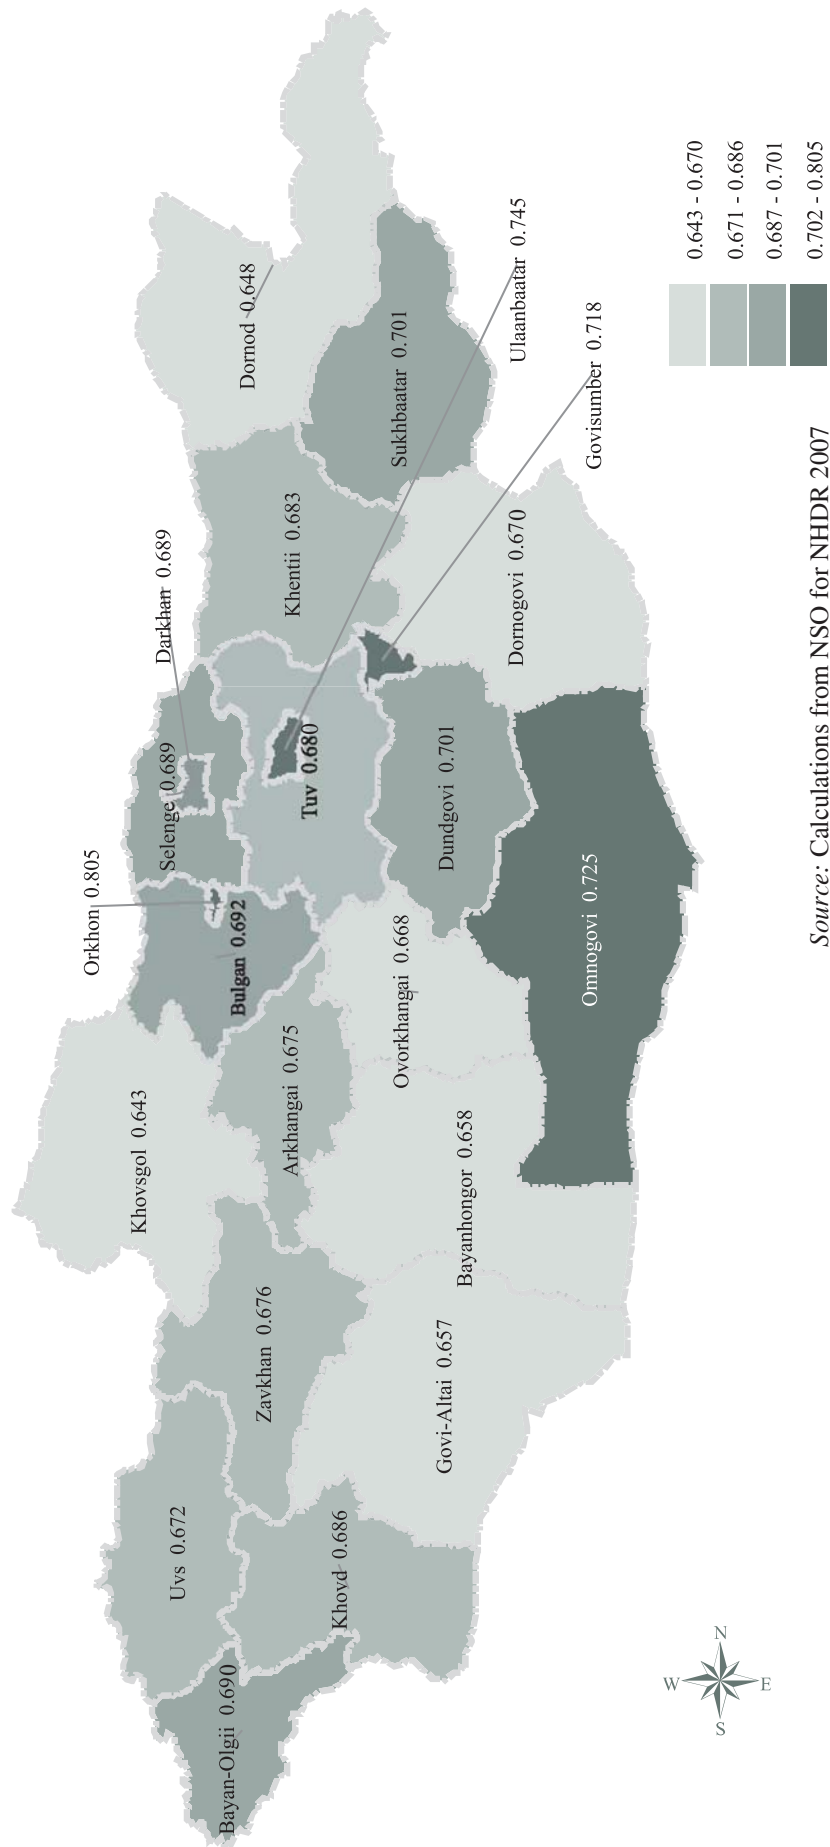 Bayan-Olgii 0.690
Uvs 0.672
Khovd 0.686
Zavkhan 0.676
Govi-Altai 0.657
Khovsgol 0.643
Arkhangai 0.675
Bayanhongor 0.658
Orkhon 0.805
Bulgan 0.692
Ovorkhangai 0.668
Selenge 0.689
Darkhan 0.689
Tuv 0.680
Dundgovi 0.701
Omnogovi 0.725
Khentii 0.683
Dornogovi 0.670
Dornod 0.648
Sukhbaatar 0.701
Ulaanbaatar 0.745
Govisumber 0.718
0.643 - 0.670
0.671 - 0.686
0.687 - 0.701
0.702 - 0.805
N
W
E
S
Source: Calculations from NSO for NHDR 2007